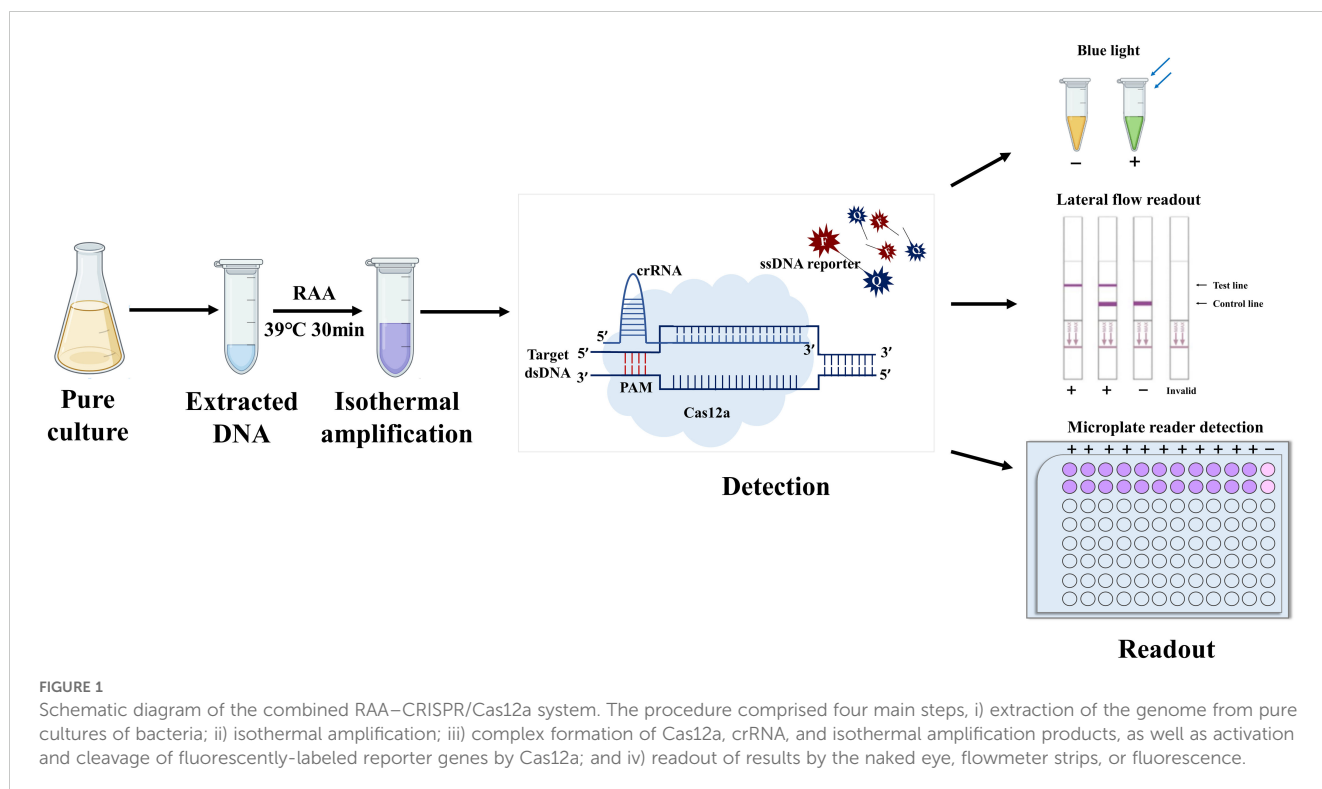 Blue light
−
+
Lateral flow readout
Test line
Control line
+
+
−
Invalid
Microplate reader detection
+ + + + + + + + + + + −
Readout
RAA
39℃ 30min
Pure
culture
Extracted
DNA
Isothermal
amplification
crRNA
ssDNA reporter
F
Q
Q
F
F
Q
5′
3′
Target 5′
3′
dsDNA 3′
5′
PAM
Cas12a
Detection
FIGURE 1
Schematic diagram of the combined RAA–CRISPR/Cas12a system. The procedure comprised four main steps, i) extraction of the genome from pure
cultures of bacteria; ii) isothermal amplification; iii) complex formation of Cas12a, crRNA, and isothermal amplification products, as well as activation
and cleavage of fluorescently-labeled reporter genes by Cas12a; and iv) readout of results by the naked eye, flowmeter strips, or fluorescence.